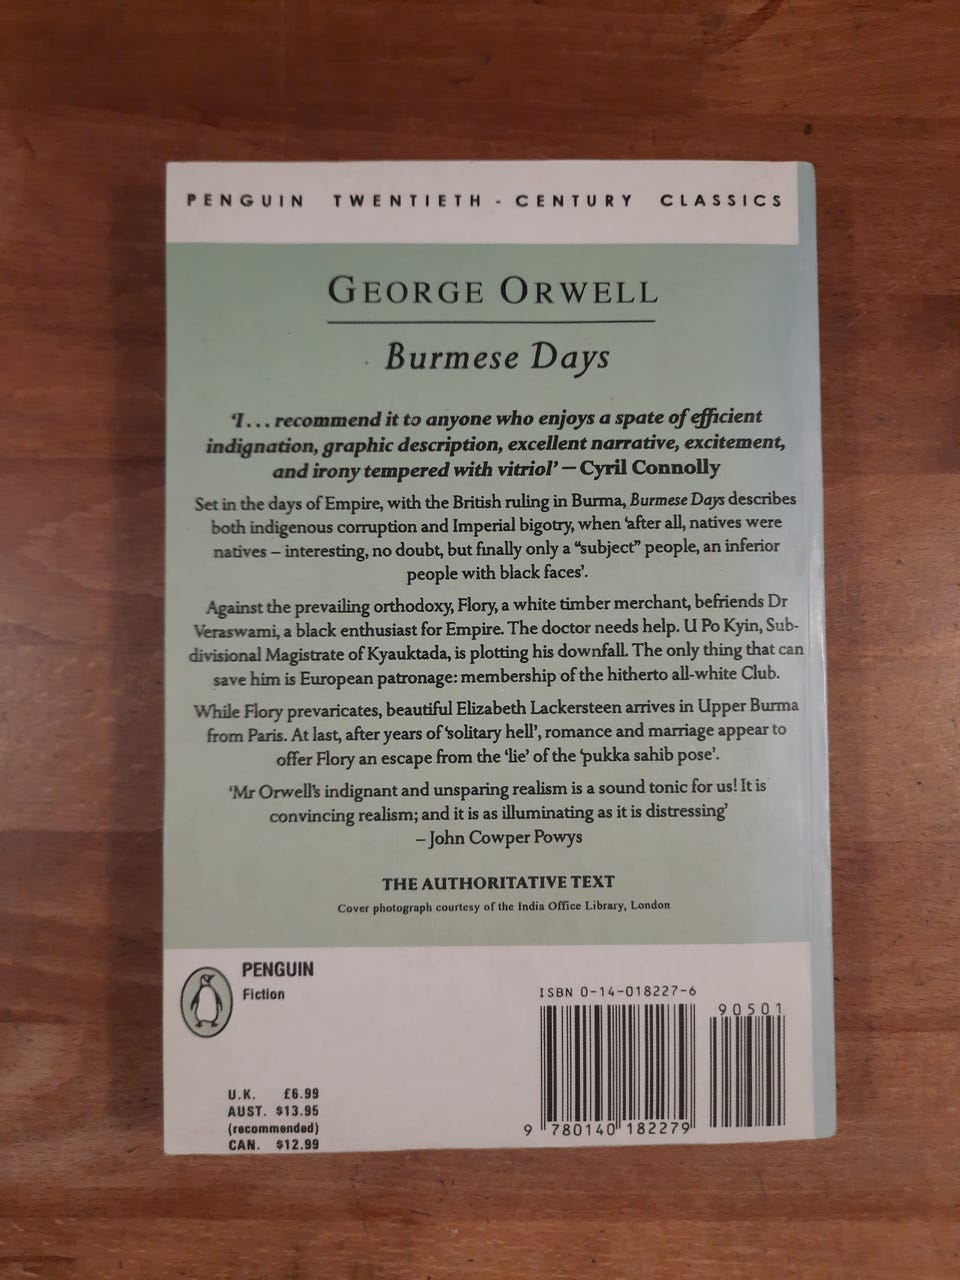 PENGUIN TWENTIETH - CENTURY CLASSICS
GEORGE ORWELL
Burmese Days
‘I... recommend it to anyone who enjoys a spate of efficient
indignation, graphic description, excellent narrative, excitement,
and irony tempered with vitriol’ – Cyril Connolly
Set in the days of Empire, with the British ruling in Burma, Burmese Days describes
both indigenous corruption and Imperial bigotry, when ‘after all, natives were
natives – interesting, no doubt, but finally only a “subject” people, an inferior
people with black faces’.
Against the prevailing orthodoxy, Flory, a white timber merchant, befriends Dr
Veraswami, a black enthusiast for Empire. The doctor needs help. U Po Kyin, Sub-
divisional Magistrate of Kyauktada, is plotting his downfall. The only thing that can
save him is European patronage: membership of the hitherto all-white Club.
While Flory prevaricates, beautiful Elizabeth Lackersteen arrives in Upper Burma
from Paris. At last, after years of ‘solitary hell’, romance and marriage appear to
offer Flory an escape from the ‘lie’ of the ‘pukka sahib pose’.
‘Mr Orwell's indignant and unsparing realism is a sound tonic for us! It is
convincing realism; and it is as illuminating as it is distressing’
– John Cowper Powys
THE AUTHORITATIVE TEXT
Cover photograph courtesy of the India Office Library, London
PENGUIN
Fiction
U.K. £6.99
AUST. $13.95
(recommended)
CAN. $12.99
ISBN 0-14-018227-6
90501
9 780140 182279